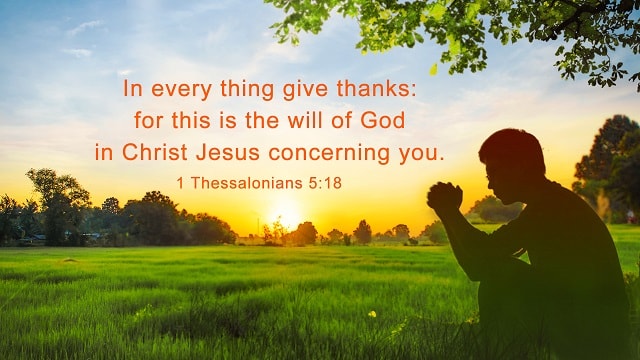 In every thing give thanks:
for this is the will of God
in Christ Jesus concerning you.
1 Thessalonians 5:18